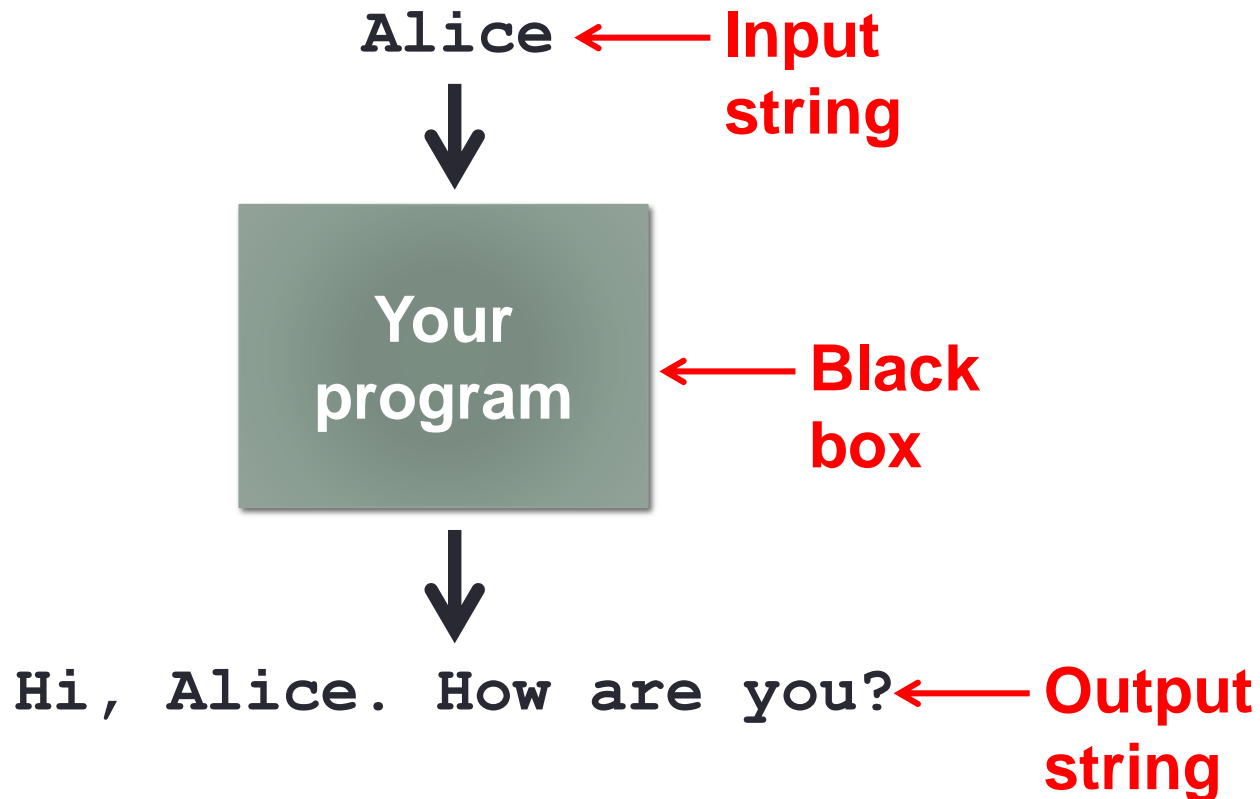 Alice
Input
string
Your
program
Black
box
Hi, Alice. How are you?
Output
string